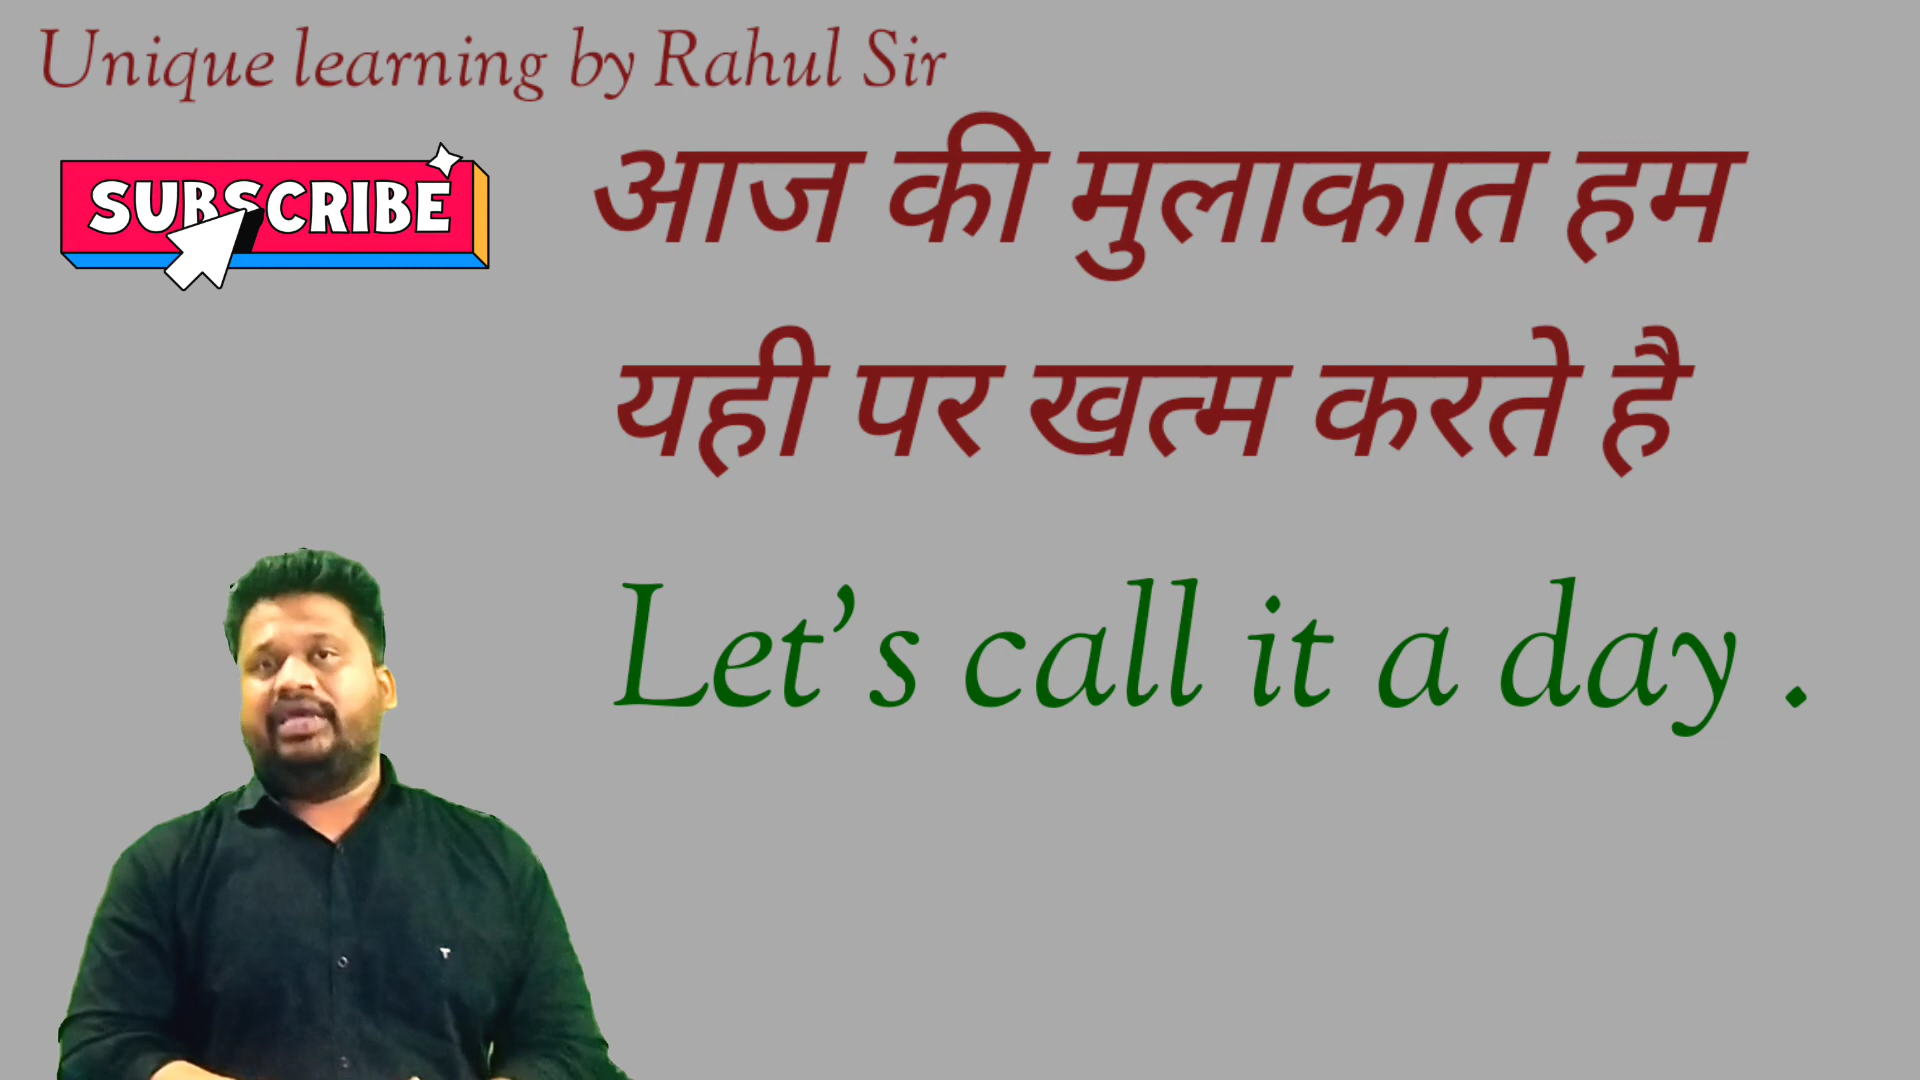 Unique learning by Rahul Sir
SUBSCRIBE
आज की मुलाकात हम
यही पर खत्म करते है
Let’s call it a day .